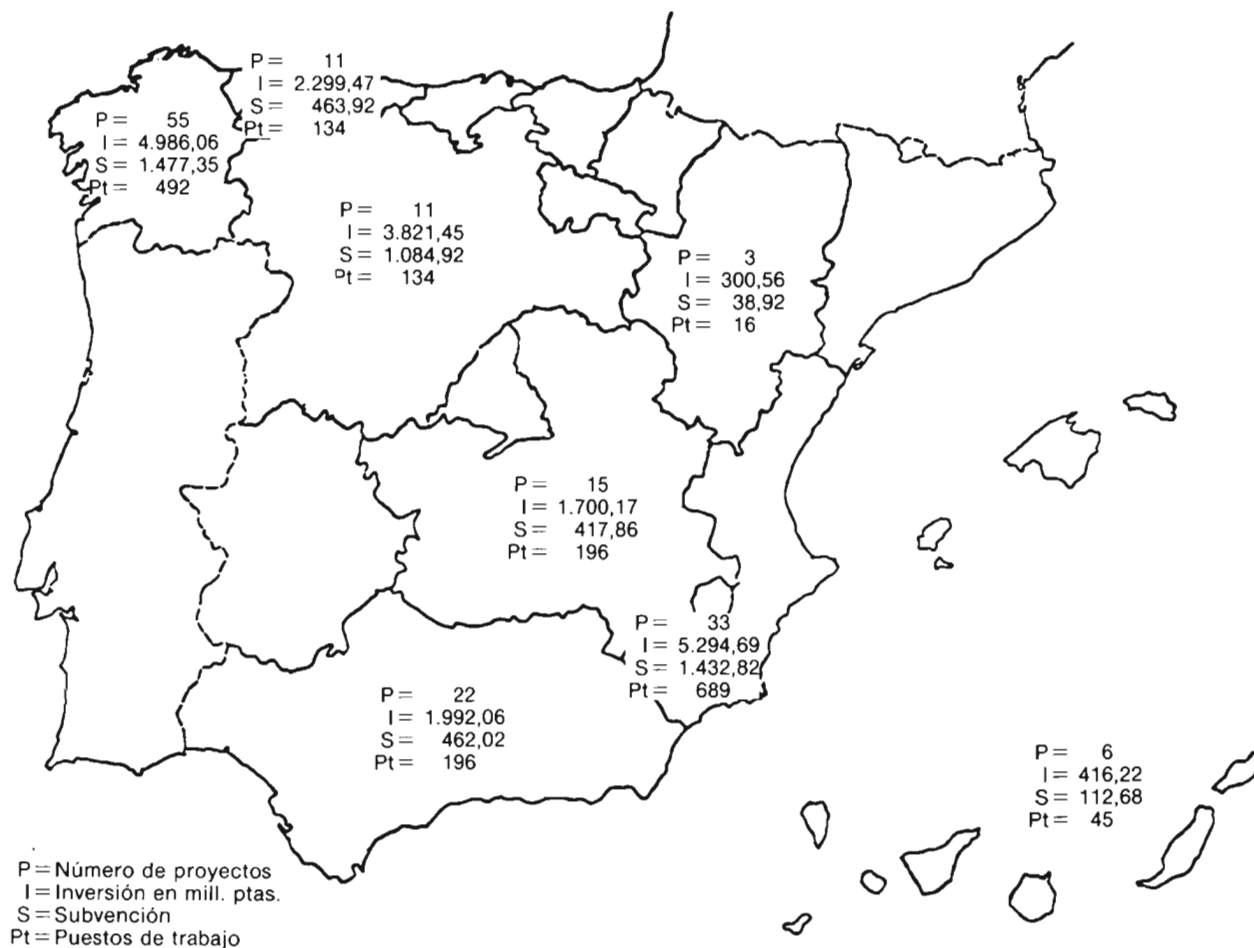 P = 11
I = 2.299,47
S = 463,92
Pt = 134
P = 55
I = 4.986,06
S = 1.477,35
Pt = 492
P = 11
I = 3.821,45
S = 1.084,92
Pt = 134
P = 3
I = 300,56
S = 38,92
Pt = 16
P = 15
I = 1.700,17
S = 417,86
Pt = 196
P = 33
I = 5.294,69
S = 1.432,82
Pt = 689
P = 22
I = 1.992,06
S = 462,02
Pt = 196
P = 6
I = 416,22
S = 112,68
Pt = 45
P = Número de proyectos
I = Inversión en mill. ptas.
S = Subvención
Pt = Puestos de trabajo